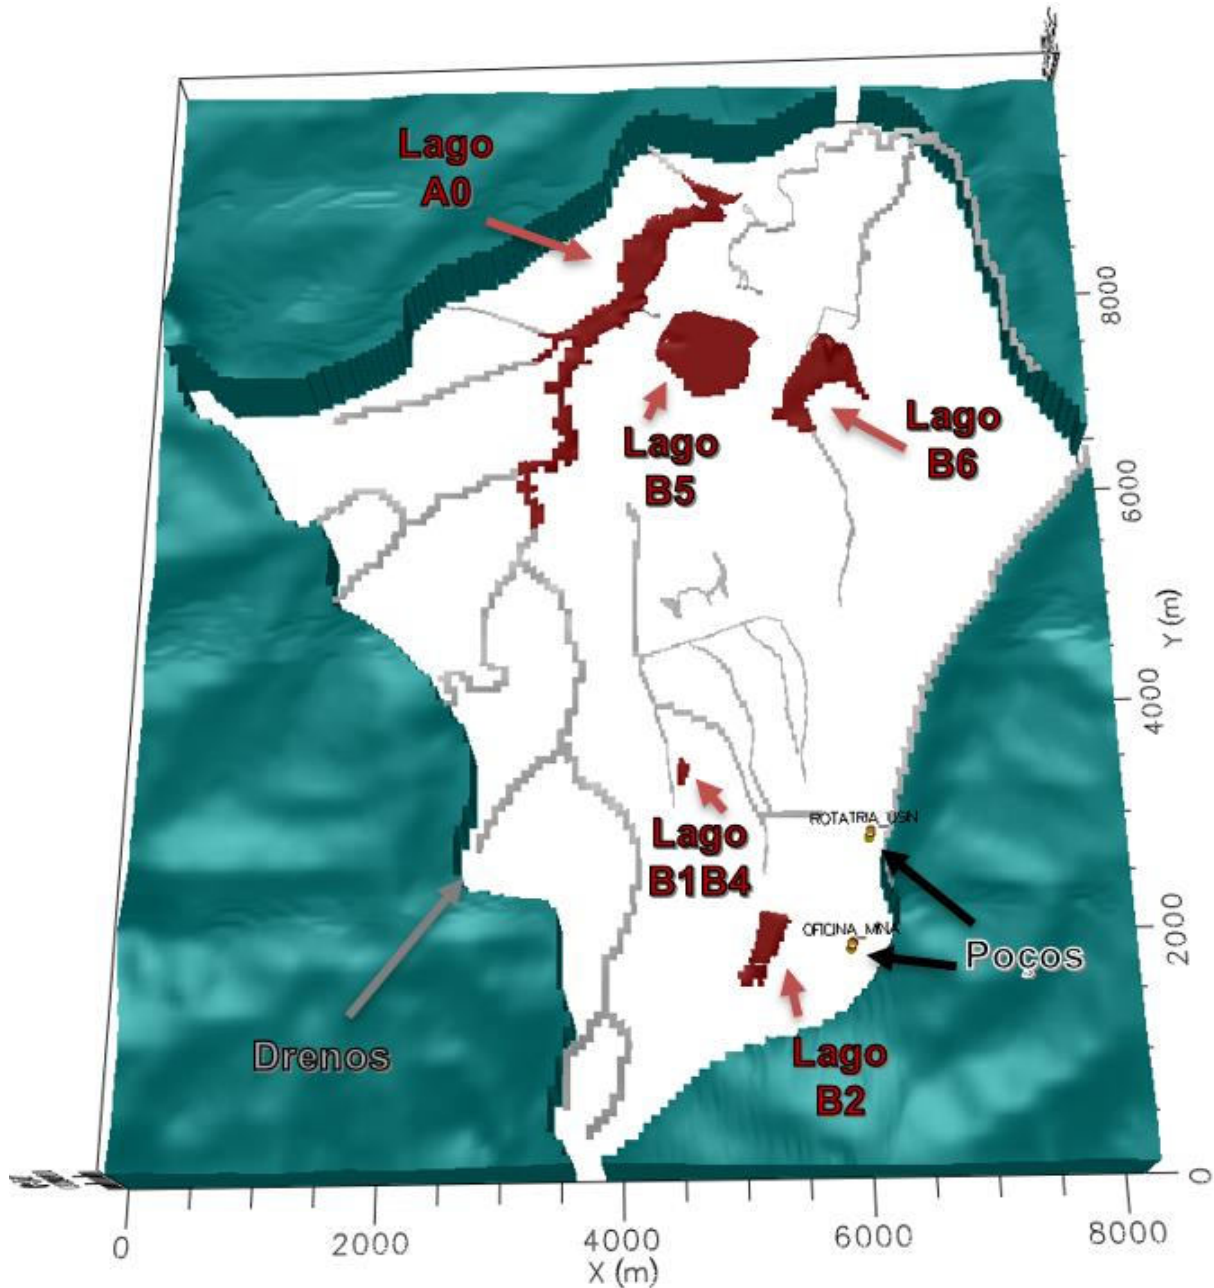 Lago
A0
8000
Lago
B5
Lago
B6
6000
Y (m)
4000
ROTATRIA_USIN
Lago
B1B4
OFICINA_MINA
Poços
2000
Drenos
Lago
B2
0
0
2000
4000
6000
8000
X (m)